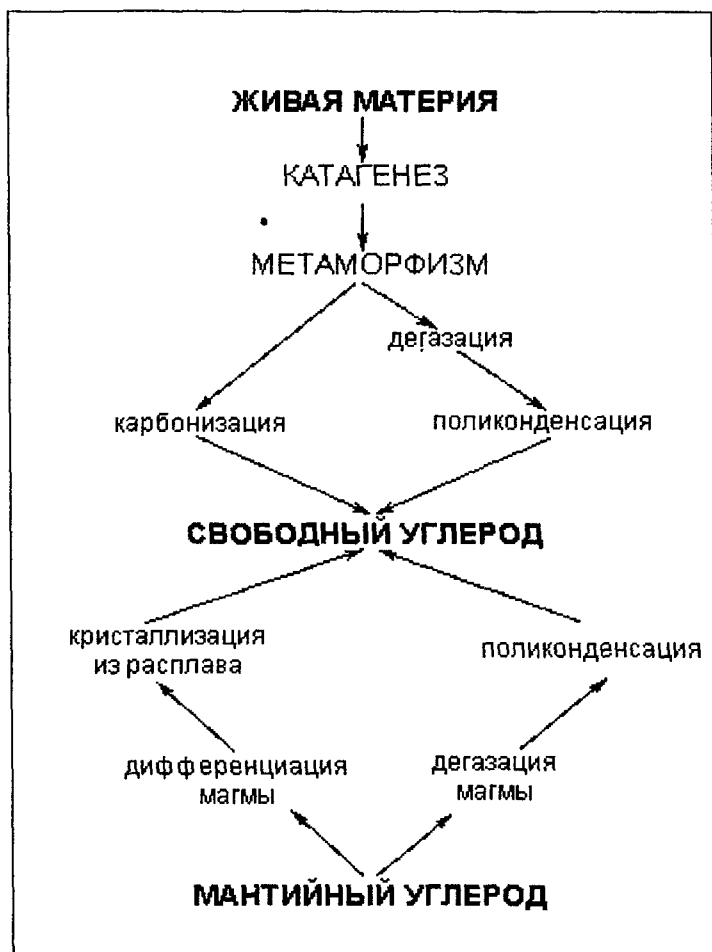 ЖИВАЯ МАТЕРИЯ
КАТАГЕНЕЗ
МЕТАМОРФИЗМ
дегазация
карбонизация
поликонденсация
СВОБОДНЫЙ УГЛЕРОД
кристаллизация
из расплава
поликонденсация
дифференциация
магмы
дегазация
магмы
МАНТИЙНЫЙ УГЛЕРОД